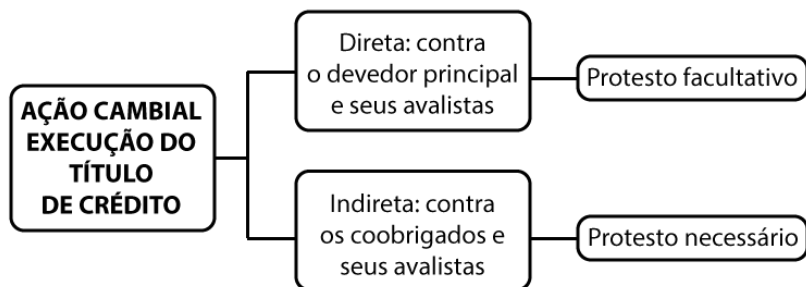 AÇÃO CAMBIAL
EXECUÇÃO DO
TÍTULO
DE CRÉDITO
Direta: contra
o devedor principal
e seus avalistas
Protesto facultativo
Indireta: contra
os coobrigados e
seus avalistas
Protesto necessário